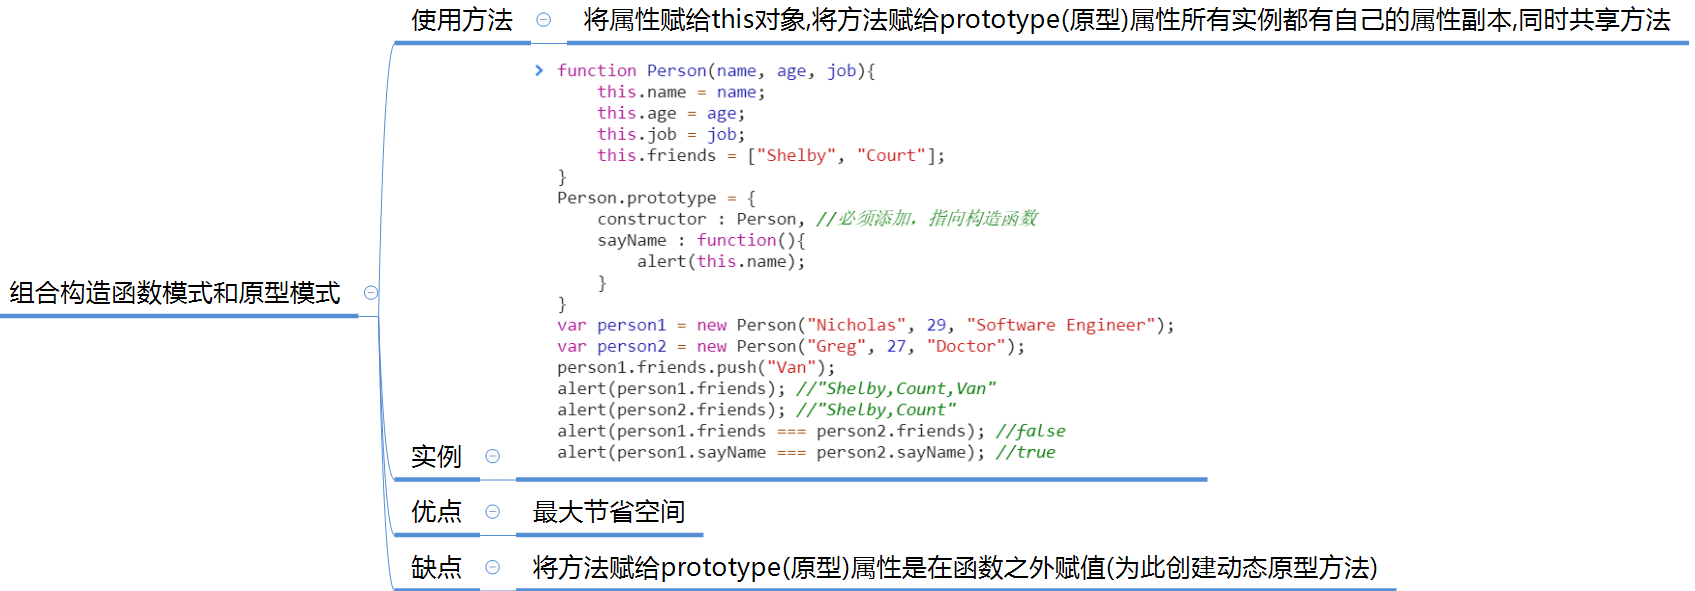 组合构造函数模式和原型模式
使用方法
将属性赋给this对象,将方法赋给prototype(原型)属性所有实例都有自己的属性副本,同时共享方法
实例
function Person(name, age, job){
    this.name = name;
    this.age = age;
    this.job = job;
    this.friends = ["Shelby", "Court"];
}
Person.prototype = {
    constructor : Person, //必须添加，指向构造函数
    sayName : function(){
        alert(this.name);
    }
}
var person1 = new Person("Nicholas", 29, "Software Engineer");
var person2 = new Person("Greg", 27, "Doctor");
person1.friends.push("Van");
alert(person1.friends); //"Shelby,Count,Van"
alert(person2.friends); //"Shelby,Count"
alert(person1.friends === person2.friends); //false
alert(person1.sayName === person2.sayName); //true
优点
最大节省空间
缺点
将方法赋给prototype(原型)属性是在函数之外赋值(为此创建动态原型方法)